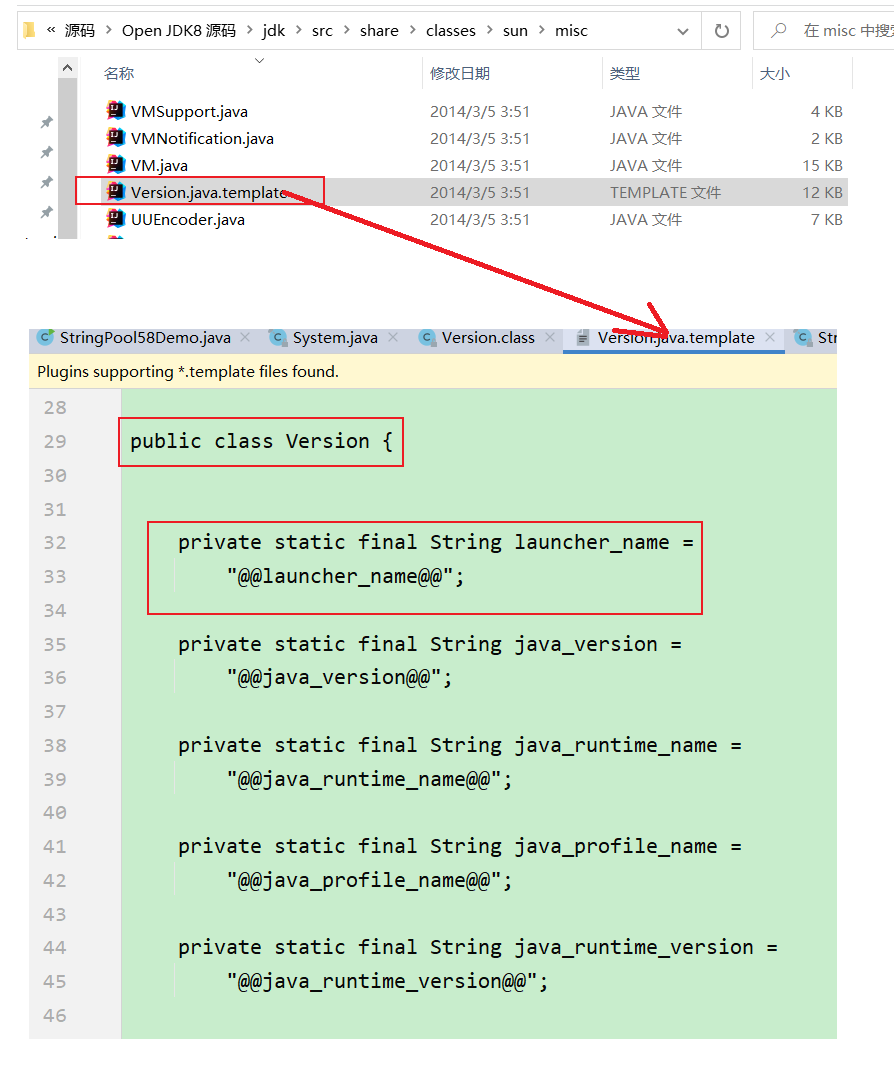 « 源码 › Open JDK8 源码 › jdk › src › share › classes › sun › misc
在 misc 中搜
名称 修改日期 类型 大小
VMSupport.java 2014/3/5 3:51 JAVA 文件 4 KB
VMNotification.java 2014/3/5 3:51 JAVA 文件 2 KB
VM.java 2014/3/5 3:51 JAVA 文件 15 KB
Version.java.template 2014/3/5 3:51 TEMPLATE 文件 12 KB
UUEncoder.java 2014/3/5 3:51 JAVA 文件 7 KB
StringPool58Demo.java × System.java × Version.class × Version.java.template × Str
Plugins supporting *.template files found.
28
29 public class Version {
30
31
32 private static final String launcher_name =
33 "@@launcher_name@@";
34
35 private static final String java_version =
36 "@@java_version@@";
37
38 private static final String java_runtime_name =
39 "@@java_runtime_name@@";
40
41 private static final String java_profile_name =
42 "@@java_profile_name@@";
43
44 private static final String java_runtime_version =
45 "@@java_runtime_version@@";
46